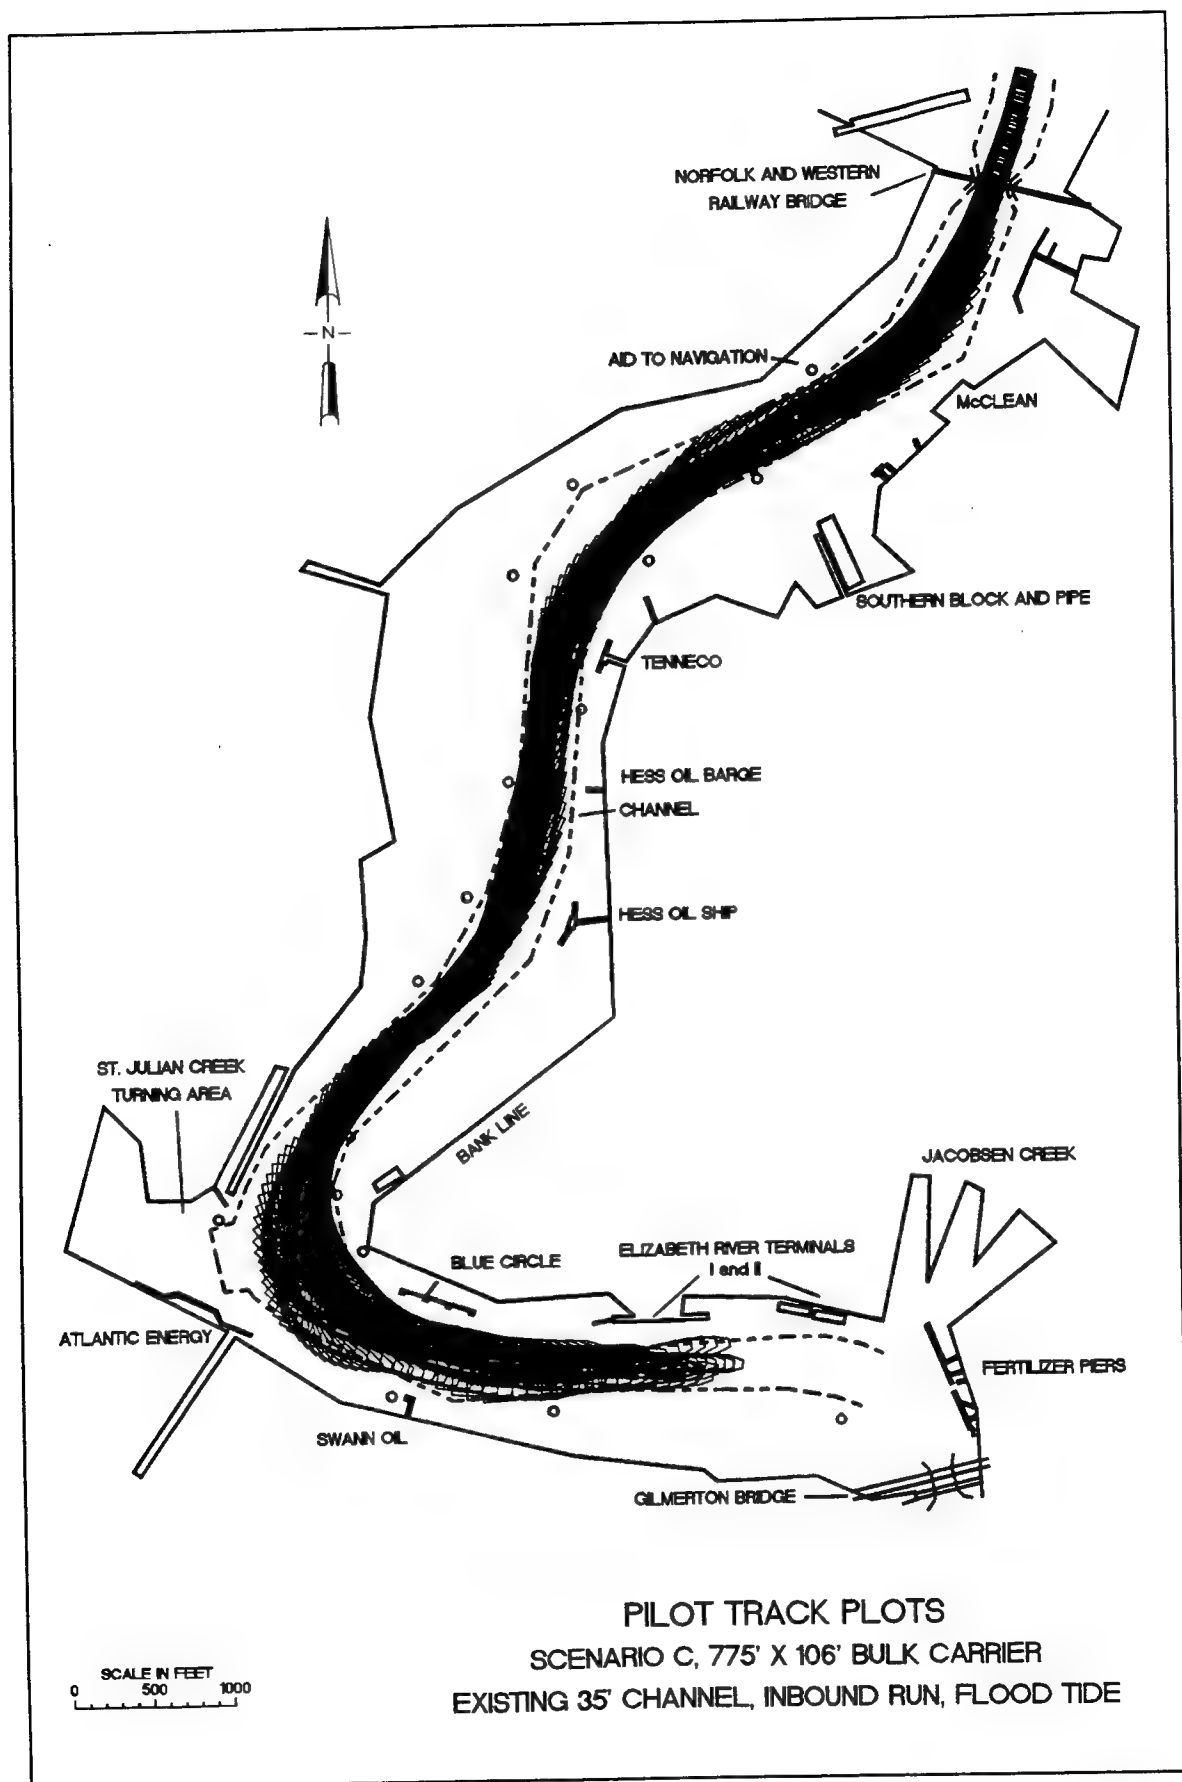 NORFOLK AND WESTERN
RAILWAY BRIDGE
N
AID TO NAVIGATION
McCLEAN
SOUTHERN BLOCK AND PIPE
TENNECO
HESS OIL BARGE
CHANNEL
HESS OIL SHIP
ST. JULIAN CREEK
TURNING AREA
BANK LINE
JACOBSEN CREEK
ELIZABETH RIVER TERMINALS
I and II
BLUE CIRCLE
ATLANTIC ENERGY
FERTILIZER PIERS
SWANN OIL
GILMERTON BRIDGE
PILOT TRACK PLOTS
SCENARIO C, 775' X 106' BULK CARRIER
EXISTING 35' CHANNEL, INBOUND RUN, FLOOD TIDE
SCALE IN FEET
0 500 1000